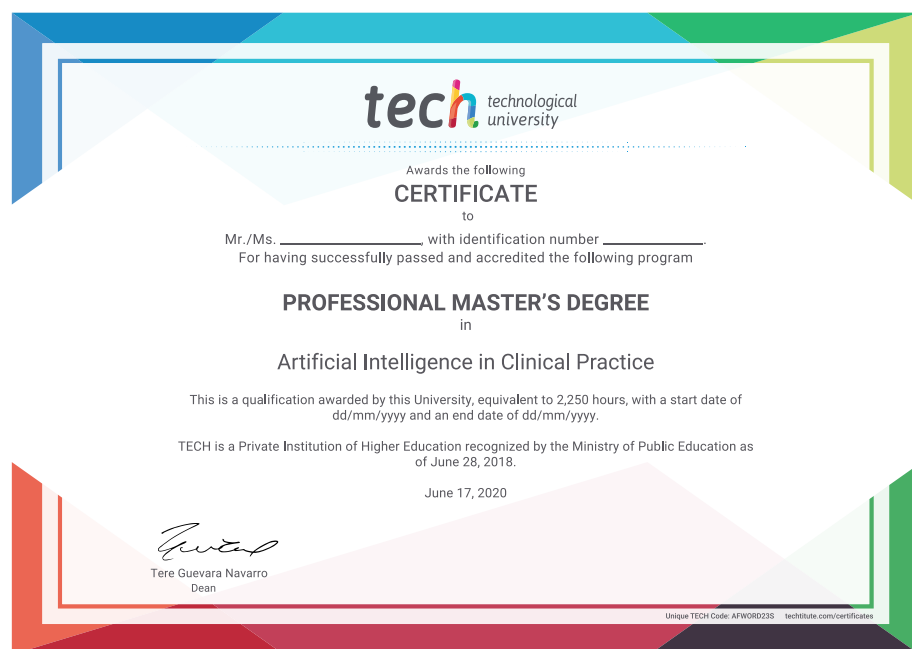 tech technological
university
Awards the following
CERTIFICATE
to
Mr./Ms. ____________________, with identification number ______________.
For having successfully passed and accredited the following program
PROFESSIONAL MASTER'S DEGREE
in
Artificial Intelligence in Clinical Practice
This is a qualification awarded by this University, equivalent to 2,250 hours, with a start date of
dd/mm/yyyy and an end date of dd/mm/yyyy.
TECH is a Private Institution of Higher Education recognized by the Ministry of Public Education as
of June 28, 2018.
June 17, 2020
Tere Guevara Navarro
Dean
Unique TECH Code: AFWORD23S techtitute.com/certificates